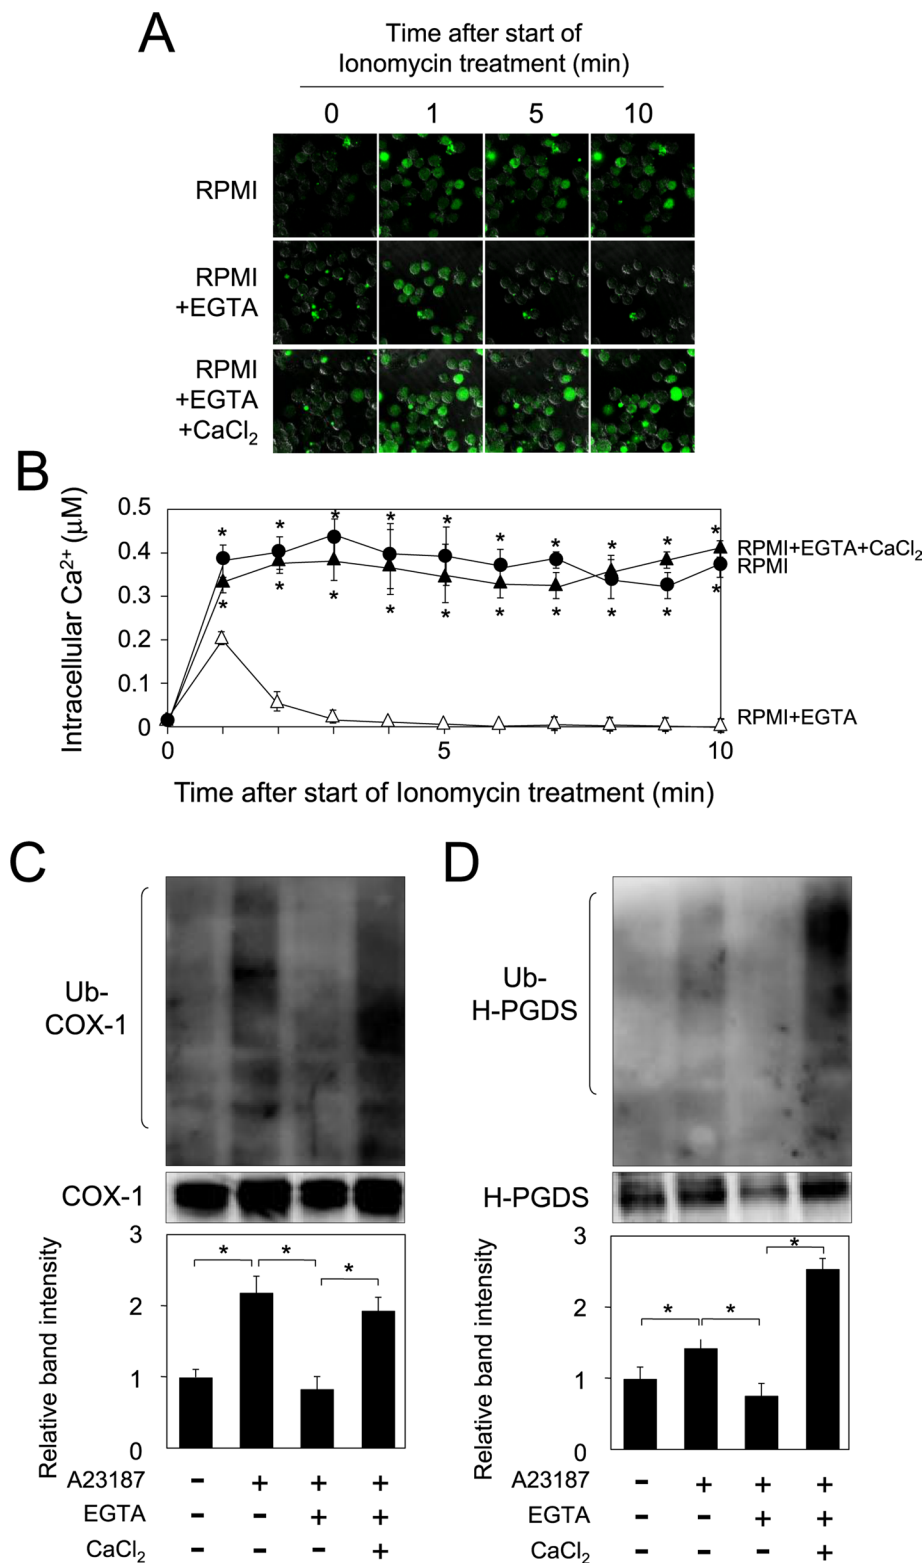 A
Time after start of
Ionomycin treatment (min)
0 1 5 10
RPMI
RPMI
+EGTA
RPMI
+EGTA
+CaCl₂
B
Intracellular Ca²⁺ (μM)
0.5
0.4
0.3
0.2
0.1
0
* * * * * * * * *
* * * * * * * * *
RPMI+EGTA+CaCl₂
RPMI
RPMI+EGTA
0 5 10
Time after start of Ionomycin treatment (min)
C
Ub-
COX-1
COX-1
Relative band intensity
3
2
1
0
* * *
A23187 - + + +
EGTA - - + +
CaCl₂ - - - +
D
Ub-
H-PGDS
H-PGDS
Relative band intensity
3
2
1
0
* * *
A23187 - + + +
EGTA - - + +
CaCl₂ - - - +